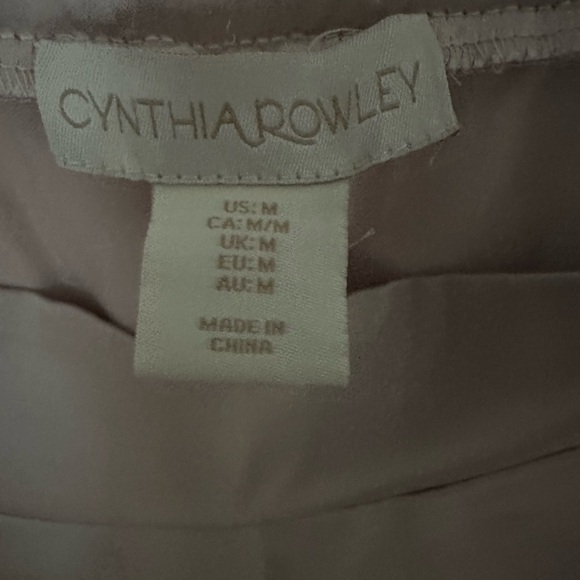 CYNTHIA ROWLEY
US: M
CA: M/M
UK: M
EU: M
AU: M
MADE IN
CHINA